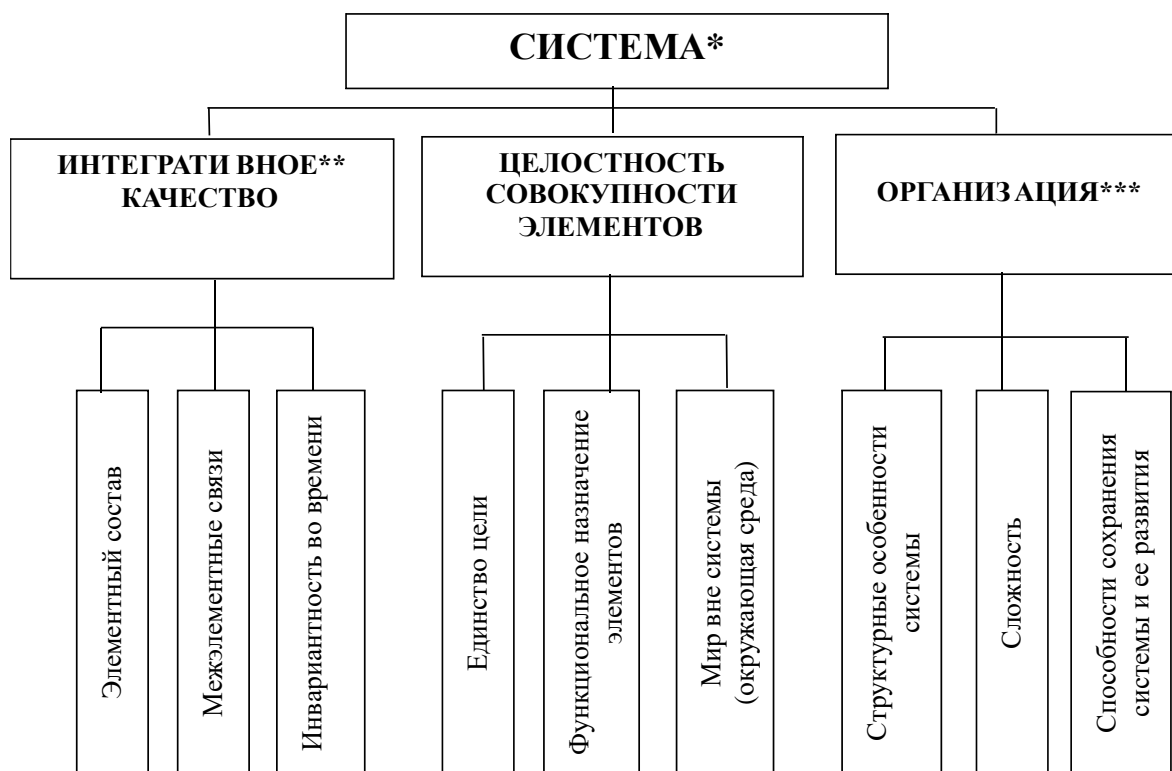 СИСТЕМА*
ИНТЕГРАТИ ВНОЕ**
КАЧЕСТВО
ЦЕЛОСТНОСТЬ
СОВОКУПНОСТИ
ЭЛЕМЕНТОВ
ОРГАНИЗ АЦИЯ***
Элементный состав
Межэлементные связи
Инвариантность во времени
Единство цели
Функциональное назначение
элементов
Мир вне системы
(окружающая среда)
Структурные особенности
системы
Сложность
Способности сохранения
системы и ее развития